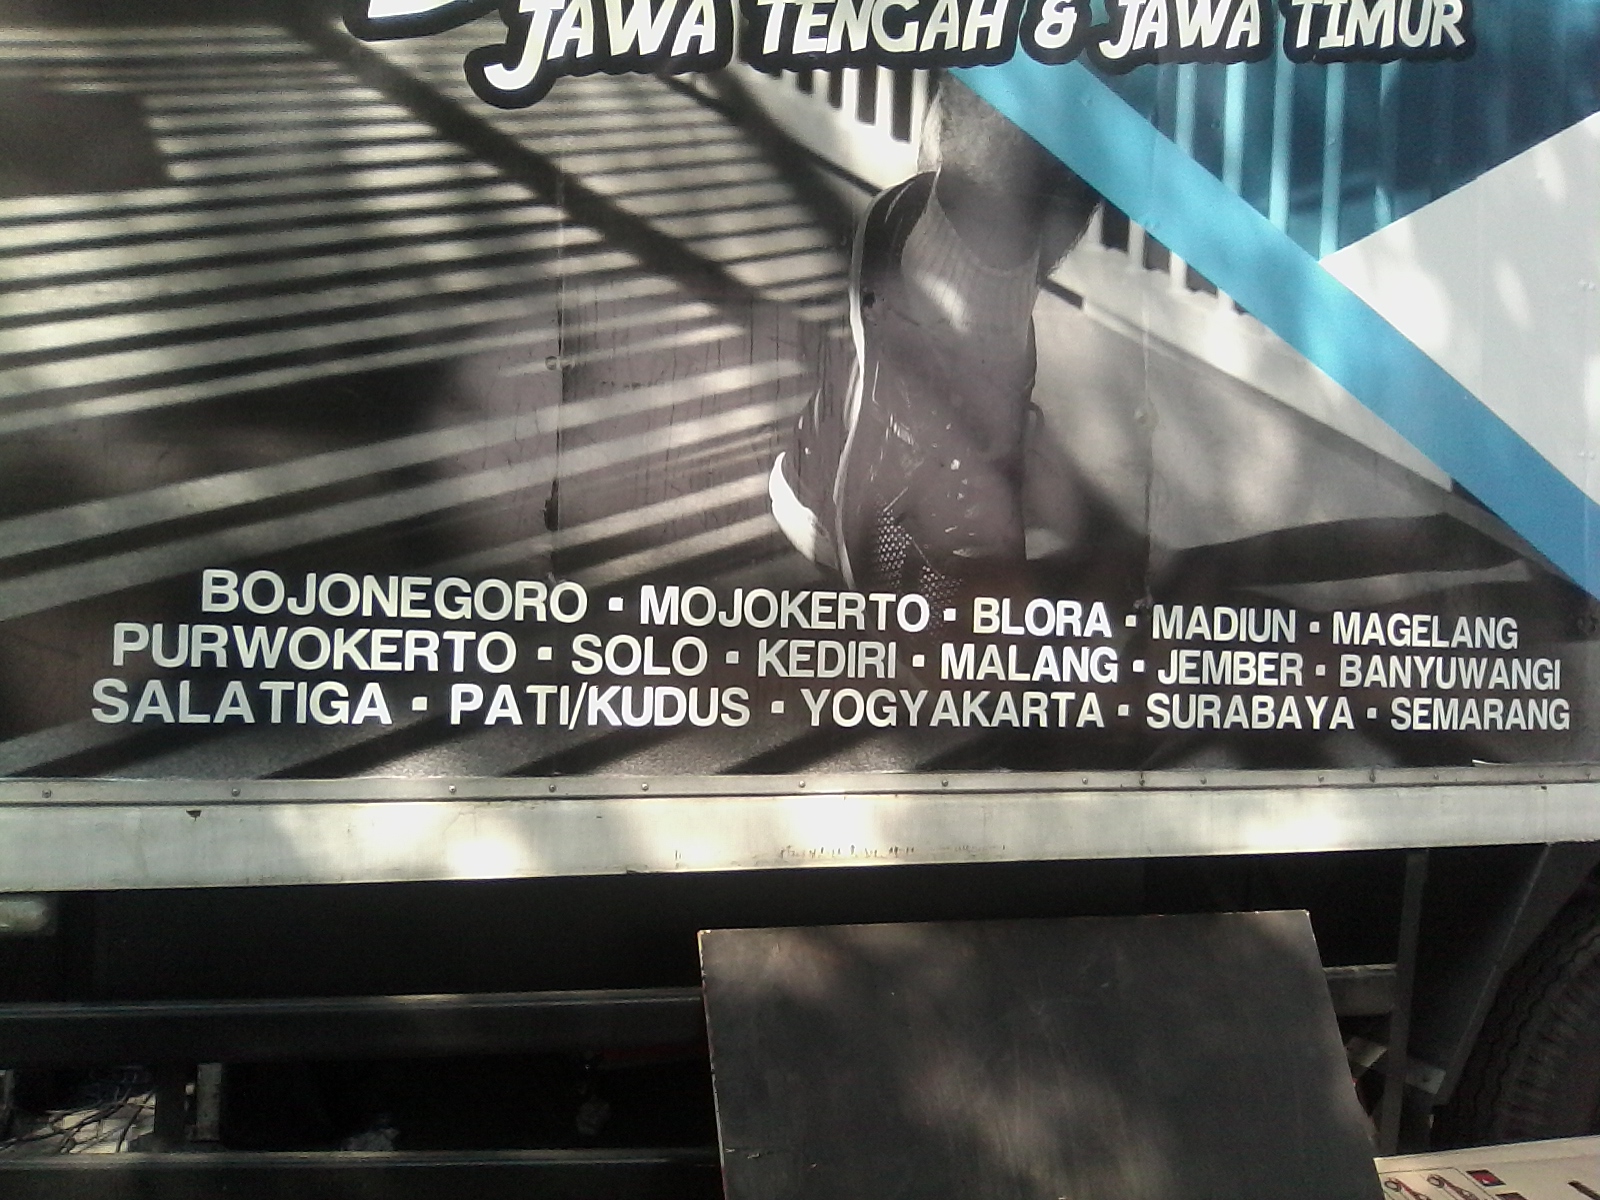 JAWA TENGAH & JAWA TIMUR
BOJONEGORO ▪ MOJOKERTO ▪ BLORA ▪ MADIUN ▪ MAGELANG
PURWOKERTO ▪ SOLO ▪ KEDIRI ▪ MALANG ▪ JEMBER ▪ BANYUWANGI
SALATIGA ▪ PATI/KUDUS ▪ YOGYAKARTA ▪ SURABAYA ▪ SEMARANG